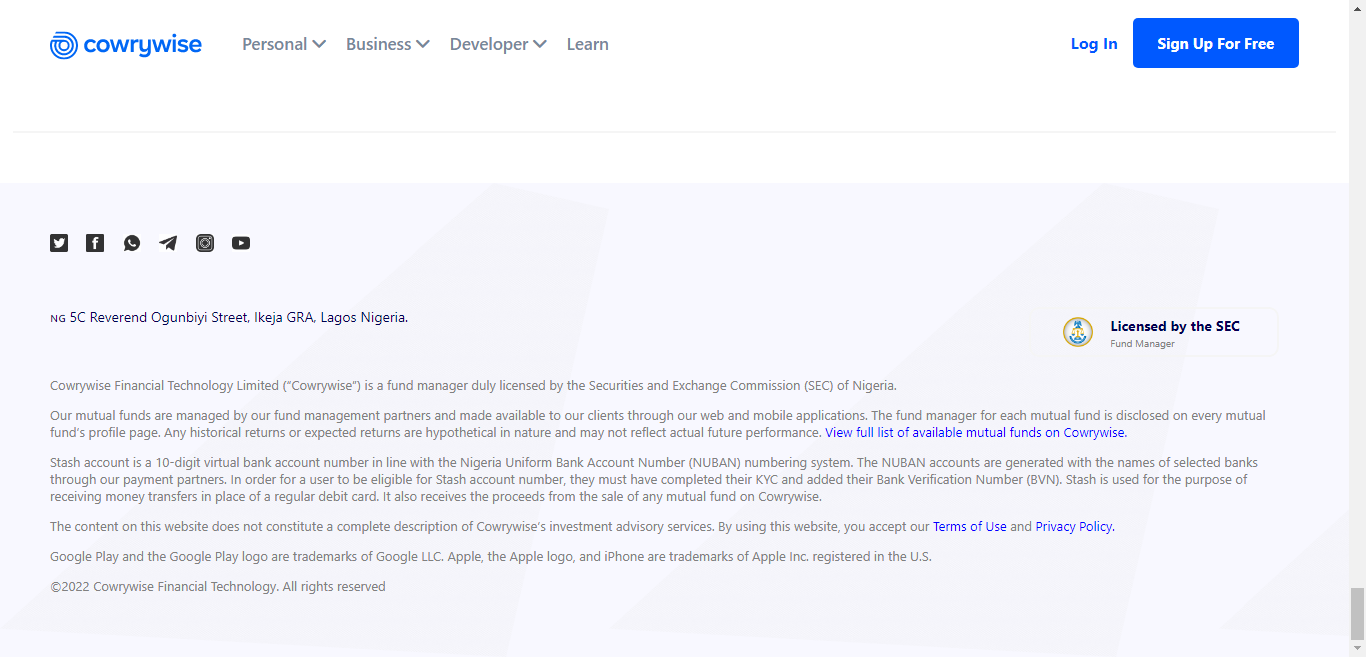 cowrywise
Personal
Business
Developer
Learn
Log In
Sign Up For Free
NG 5C Reverend Ogunbiyi Street, Ikeja GRA, Lagos Nigeria.
Licensed by the SEC
Fund Manager
Cowrywise Financial Technology Limited (“Cowrywise”) is a fund manager duly licensed by the Securities and Exchange Commission (SEC) of Nigeria.
Our mutual funds are managed by our fund management partners and made available to our clients through our web and mobile applications. The fund manager for each mutual fund is disclosed on every mutual
fund’s profile page. Any historical returns or expected returns are hypothetical in nature and may not reflect actual future performance. View full list of available mutual funds on Cowrywise.
Stash account is a 10-digit virtual bank account number in line with the Nigeria Uniform Bank Account Number (NUBAN) numbering system. The NUBAN accounts are generated with the names of selected banks
through our payment partners. In order for a user to be eligible for Stash account number, they must have completed their KYC and added their Bank Verification Number (BVN). Stash is used for the purpose of
receiving money transfers in place of a regular debit card. It also receives the proceeds from the sale of any mutual fund on Cowrywise.
The content on this website does not constitute a complete description of Cowrywise’s investment advisory services. By using this website, you accept our Terms of Use and Privacy Policy.
Google Play and the Google Play logo are trademarks of Google LLC. Apple, the Apple logo, and iPhone are trademarks of Apple Inc. registered in the U.S.
©2022 Cowrywise Financial Technology. All rights reserved